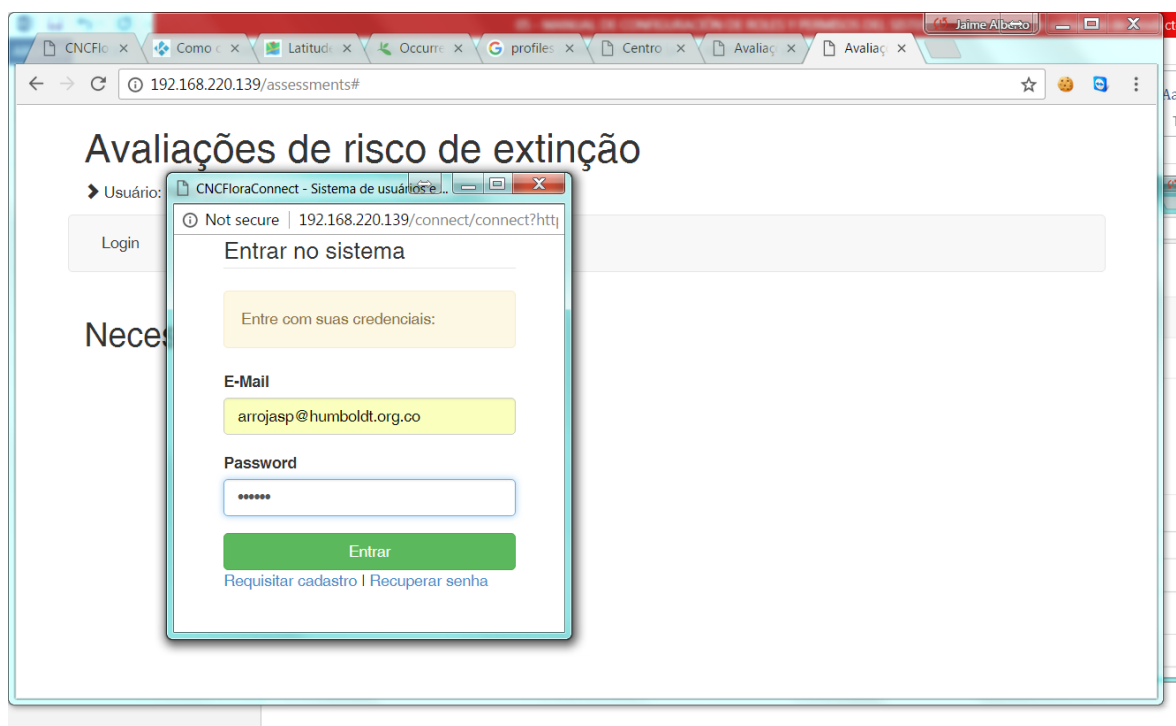 Jaime Alberto
CNCFlo Como c Latitude Occurre profiles Centro Avaliaç Avaliaç
192.168.220.139/assessments#
Avaliações de risco de extinção
Usuário:
CNCFloraConnect - Sistema de usuários e ...
Not secure | 192.168.220.139/connect/connect?http
Login
Entrar no sistema
Entre com suas credenciais:
Neces
E-Mail
arrojasp@humboldt.org.co
Password
••••••
Entrar
Requisitar cadastro | Recuperar senha